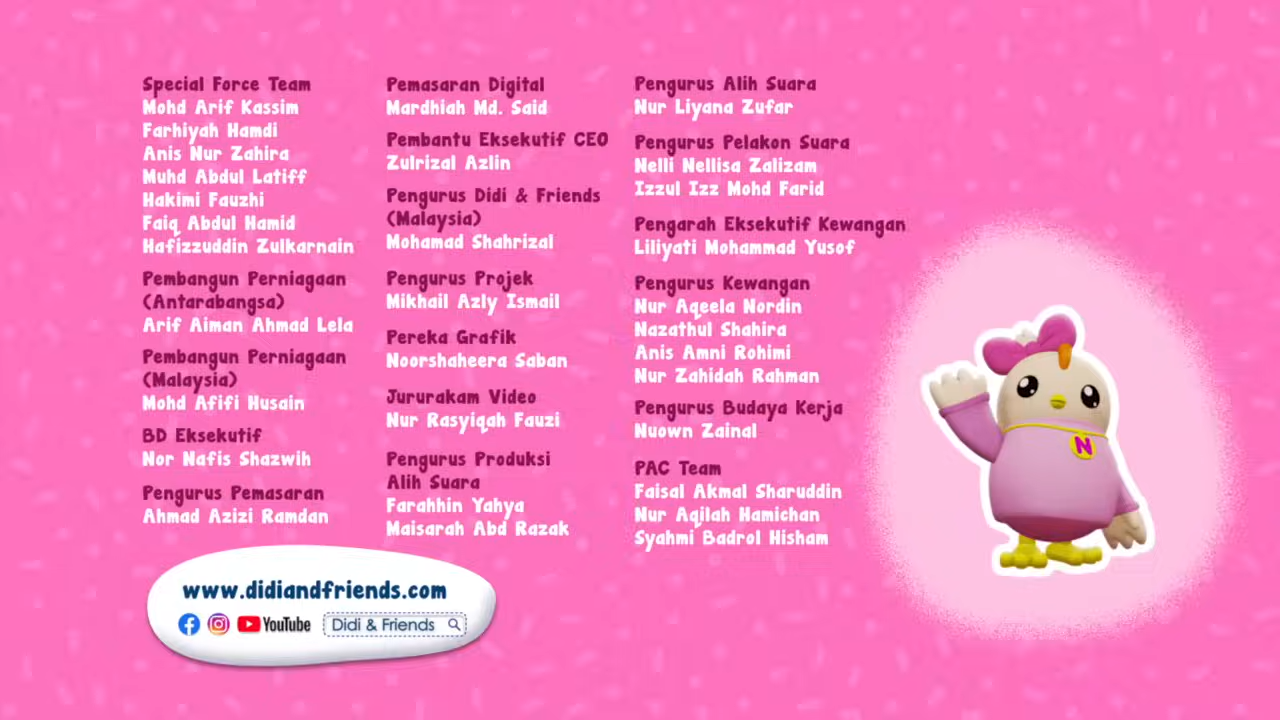 Special Force Team
Mohd Arif Kassim
Farhiyah Hamdi
Anis Nur Zahira
Muhd Abdul Latiff
Hakimi Fauzhi
Faiq Abdul Hamid
Hafizzuddin Zulkarnain
Pembangun Perniagaan
(Antarabangsa)
Arif Aiman Ahmad Lela
Pembangun Perniagaan
(Malaysia)
Mohd Afifi Husain
BD Eksekutif
Nor Nafis Shazwih
Pengurus Pemasaran
Ahmad Azizi Ramdan
Pemasaran Digital
Mardhiah Md. Said
Pembantu Eksekutif CEO
Zulrizal Azlin
Pengurus Didi & Friends
(Malaysia)
Mohamad Shahrizal
Pengurus Projek
Mikhail Azly Ismail
Pereka Grafik
Noorshaheera Saban
Jururakam Video
Nur Rasyiqah Fauzi
Pengurus Produksi
Alih Suara
Farahhin Yahya
Maisarah Abd Razak
Pengurus Alih Suara
Nur Liyana Zufar
Pengurus Pelakon Suara
Nelli Nellisa Zalizam
Izzul Izz Mohd Farid
Pengarah Eksekutif Kewangan
Liliyati Mohammad Yusof
Pengurus Kewangan
Nur Aqeela Nordin
Nazathul Shahira
Anis Amni Rohimi
Nur Zahidah Rahman
Pengurus Budaya Kerja
Nuown Zainal
PAC Team
Faisal Akmal Sharuddin
Nur Aqilah Hamichan
Syahmi Badrol Hisham
N
www.didiandfriends.com
YouTube Didi & Friends